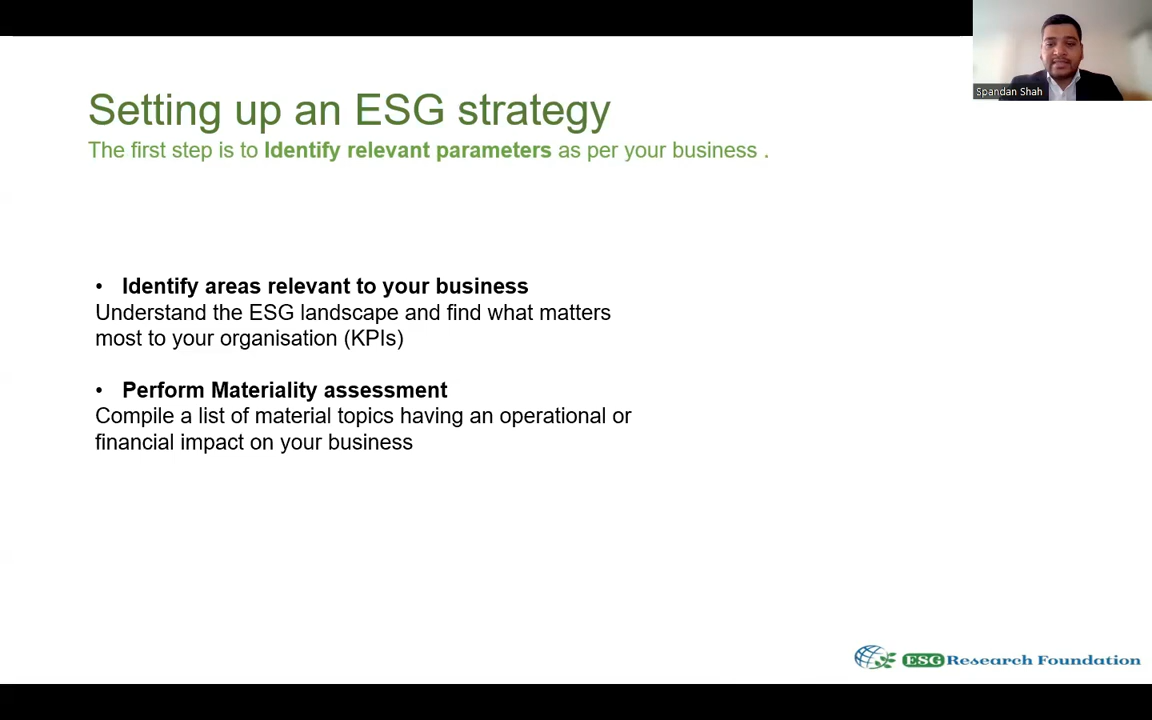 Spandan Shah
Setting up an ESG strategy
The first step is to Identify relevant parameters as per your business .
• Identify areas relevant to your business
Understand the ESG landscape and find what matters
most to your organisation (KPIs)
• Perform Materiality assessment
Compile a list of material topics having an operational or
financial impact on your business
ESG Research Foundation